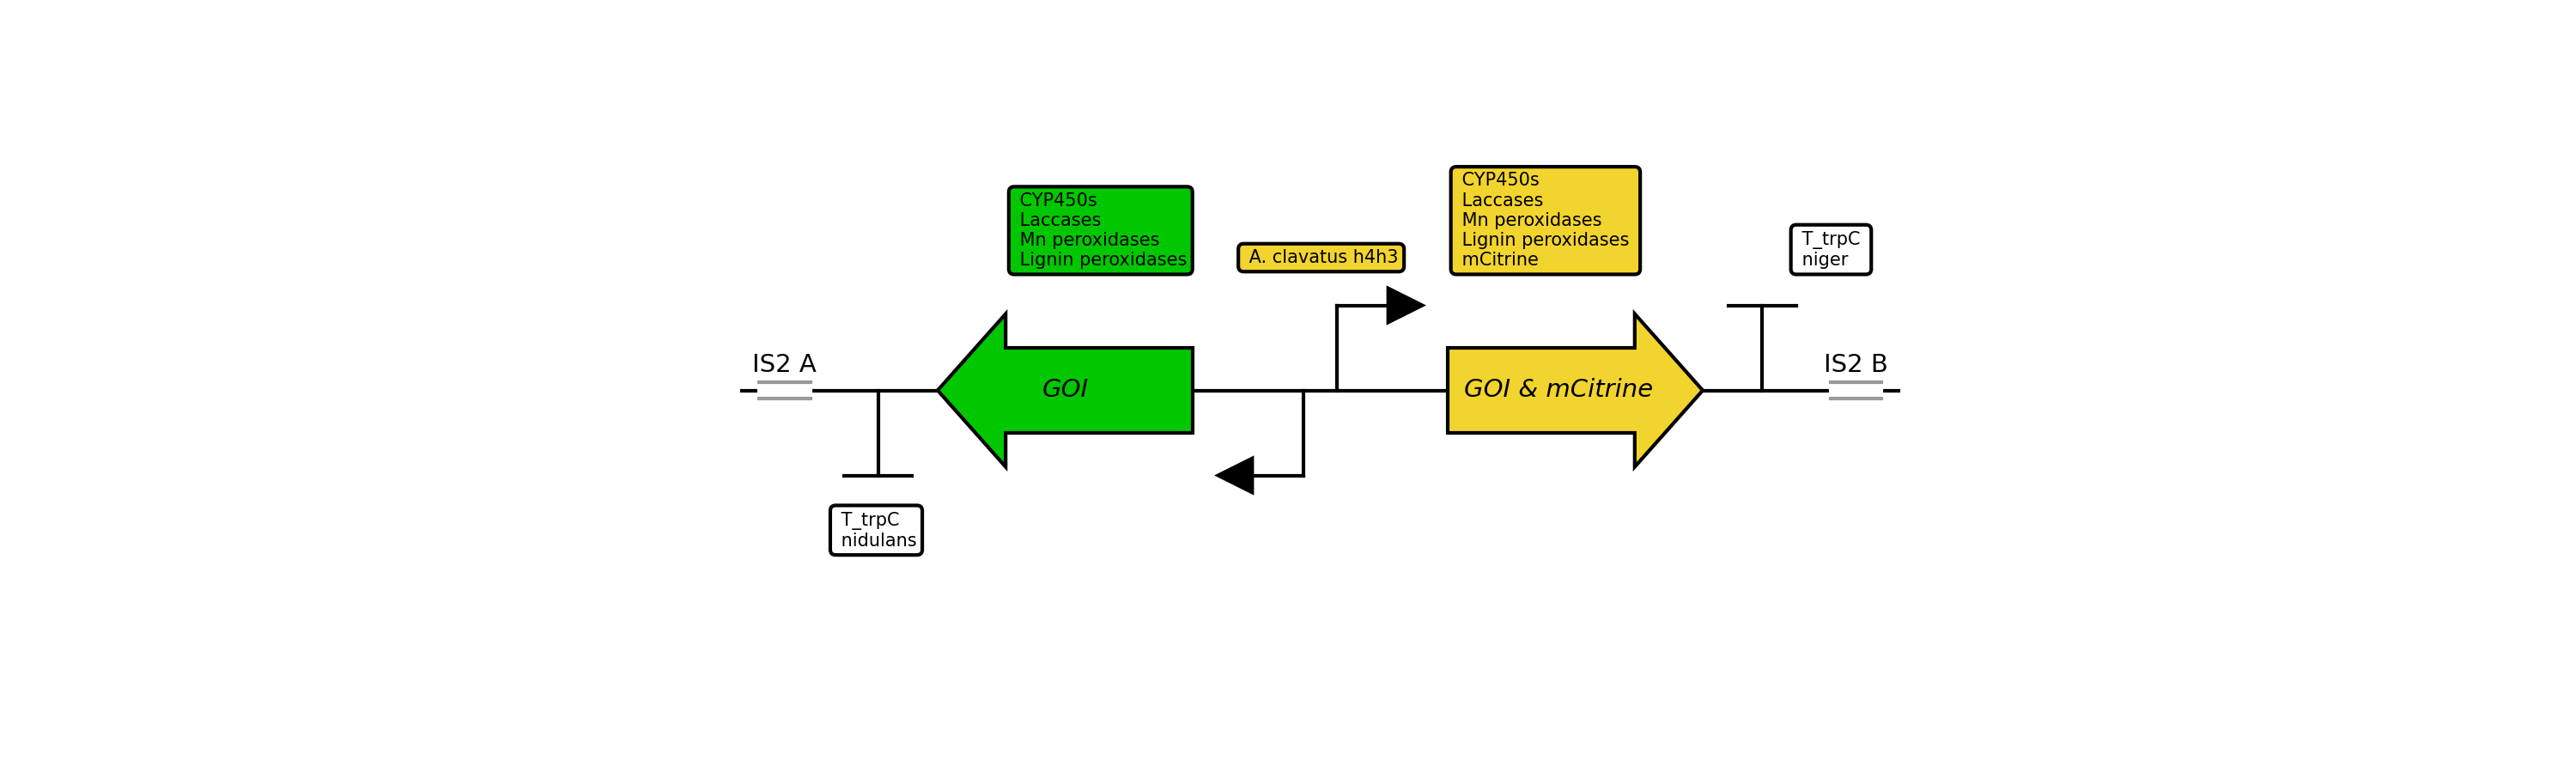 CYP450s
Laccases
Mn peroxidases
Lignin peroxidases
A. clavatus h4h3
CYP450s
Laccases
Mn peroxidases
Lignin peroxidases
mCitrine
T_trpC
niger
IS2 A
GOI
GOI & mCitrine
IS2 B
T_trpC
nidulans